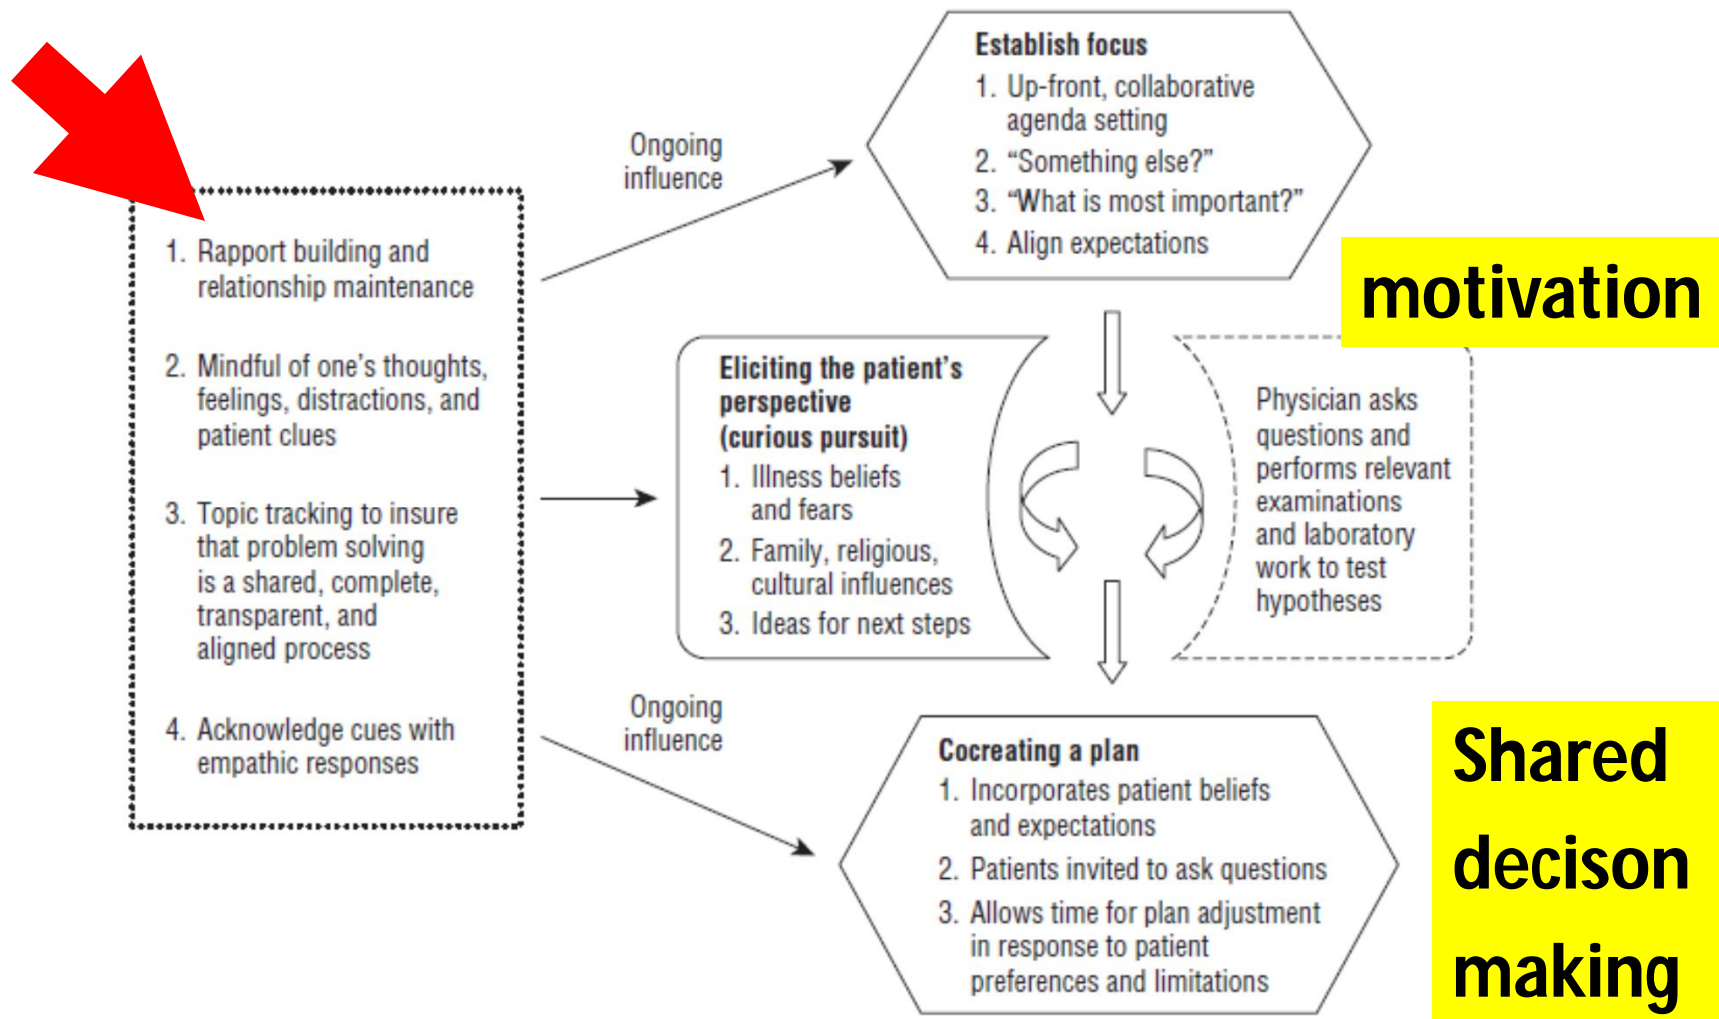 1. Rapport building and
relationship maintenance
2. Mindful of one's thoughts,
feelings, distractions, and
patient clues
3. Topic tracking to insure
that problem solving
is a shared, complete,
transparent, and
aligned process
4. Acknowledge cues with
empathic responses
Ongoing
influence
Establish focus
1. Up-front, collaborative
agenda setting
2. “Something else?”
3. “What is most important?”
4. Align expectations
motivation
Eliciting the patient's
perspective
(curious pursuit)
1. Illness beliefs
and fears
2. Family, religious,
cultural influences
3. Ideas for next steps
Physician asks
questions and
performs relevant
examinations
and laboratory
work to test
hypotheses
Ongoing
influence
Cocreating a plan
1. Incorporates patient beliefs
and expectations
2. Patients invited to ask questions
3. Allows time for plan adjustment
in response to patient
preferences and limitations
Shared
decison
making